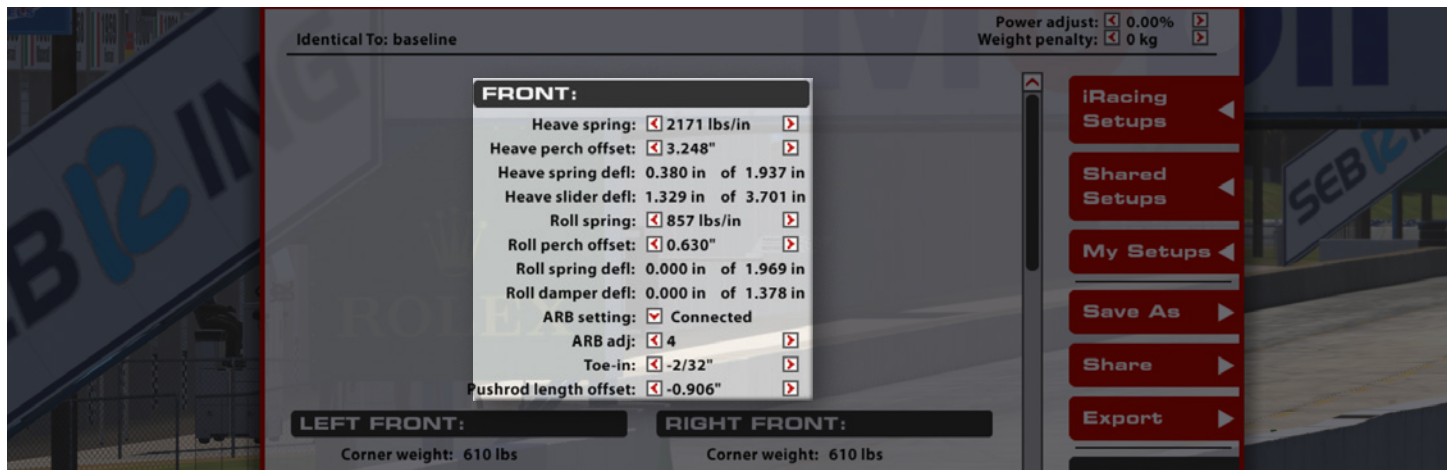 Identical To: baseline
Power adjust: 0.00%
Weight penalty: 0 kg
FRONT:
Heave spring: 2171 lbs/in
Heave perch offset: 3.248"
Heave spring defl: 0.380 in of 1.937 in
Heave slider defl: 1.329 in of 3.701 in
Roll spring: 857 lbs/in
Roll perch offset: 0.630"
Roll spring defl: 0.000 in of 1.969 in
Roll damper defl: 0.000 in of 1.378 in
ARB setting: Connected
ARB adj: 4
Toe-in: -2/32"
Pushrod length offset: -0.906"
LEFT FRONT:
Corner weight: 610 lbs
RIGHT FRONT:
Corner weight: 610 lbs
iRacing
Setups
Shared
Setups
My Setups
Save As
Share
Export
ROLEX
SEB12ING